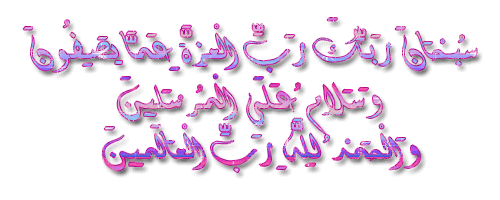 سُبْحَانَ رَبِّكَ رَبِّ الْعِزَّةِ عَمَّا يَصِفُونَ
وَسَلَامٌ عَلَى الْمُرْسَلِينَ
وَالْحَمْدُ لِلَّهِ رَبِّ الْعَالَمِينَ